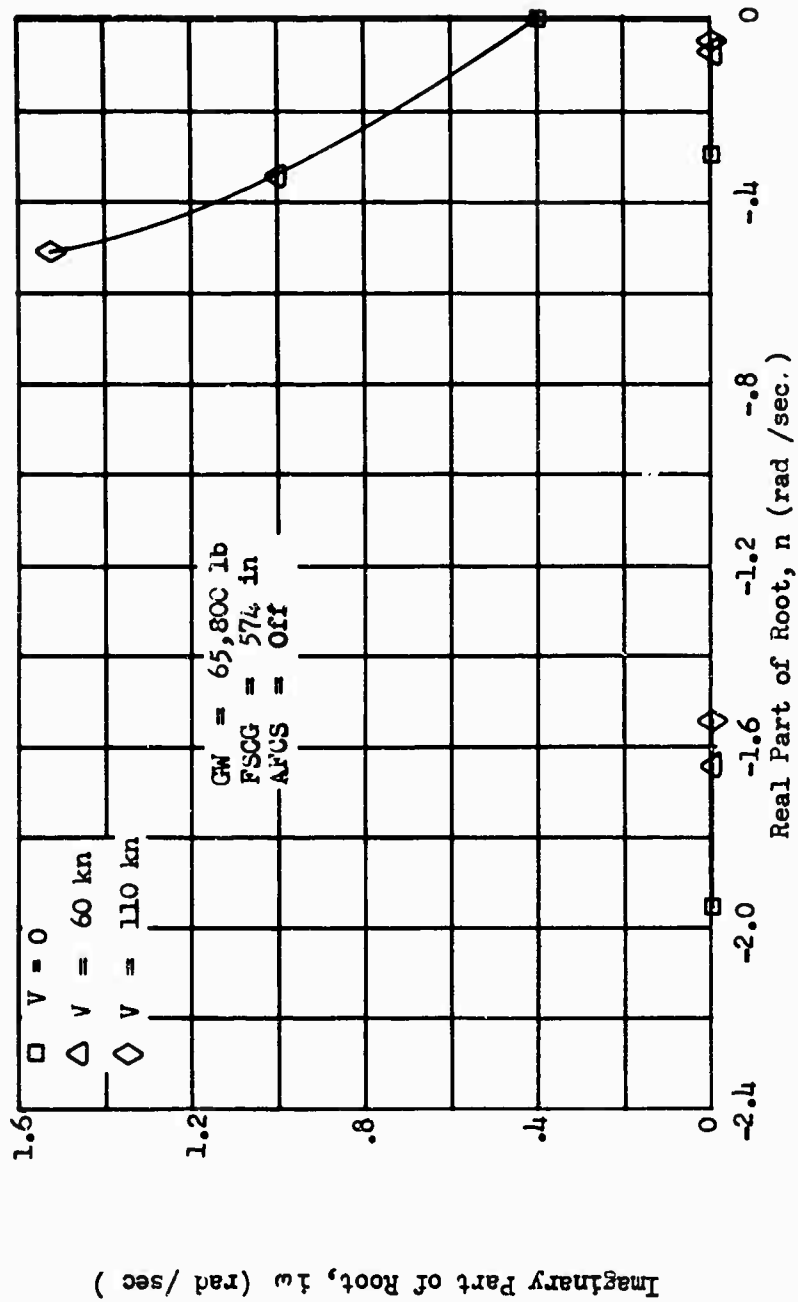 V = 0
V = 60 kn
V = 110 kn
GW = 65,800 lb
FSCG = 574 in
AFCS = Off
1.6
1.2
.8
.4
0
-2.4
-2.0
-1.6
-1.2
-.8
-.4
0
Real Part of Root, n (rad /sec.)
Imaginary Part of Root, iω (rad / sec )